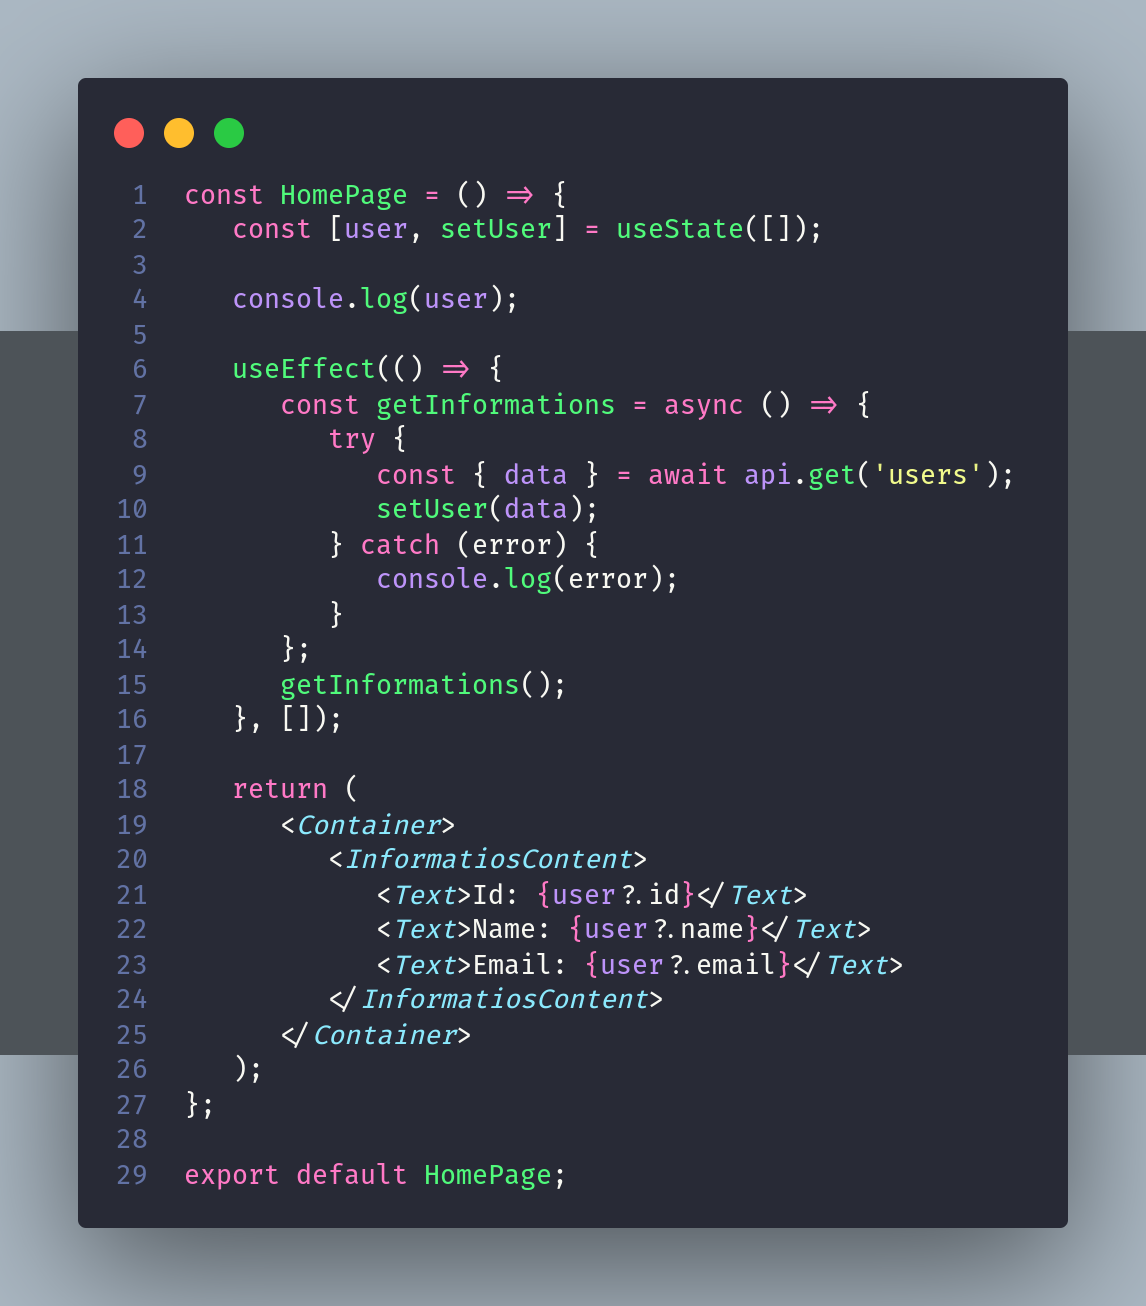 1 const HomePage = () => {
2 const [user, setUser] = useState([]);
3
4 console.log(user);
5
6 useEffect(() => {
7 const getInformations = async () => {
8 try {
9 const { data } = await api.get('users');
10 setUser(data);
11 } catch (error) {
12 console.log(error);
13 }
14 };
15 getInformations();
16 }, []);
17
18 return (
19 <Container>
20 <InformatiosContent>
21 <Text>Id: {user?.id}</Text>
22 <Text>Name: {user?.name}</Text>
23 <Text>Email: {user?.email}</Text>
24 </InformatiosContent>
25 </Container>
26 );
27 };
28
29 export default HomePage;